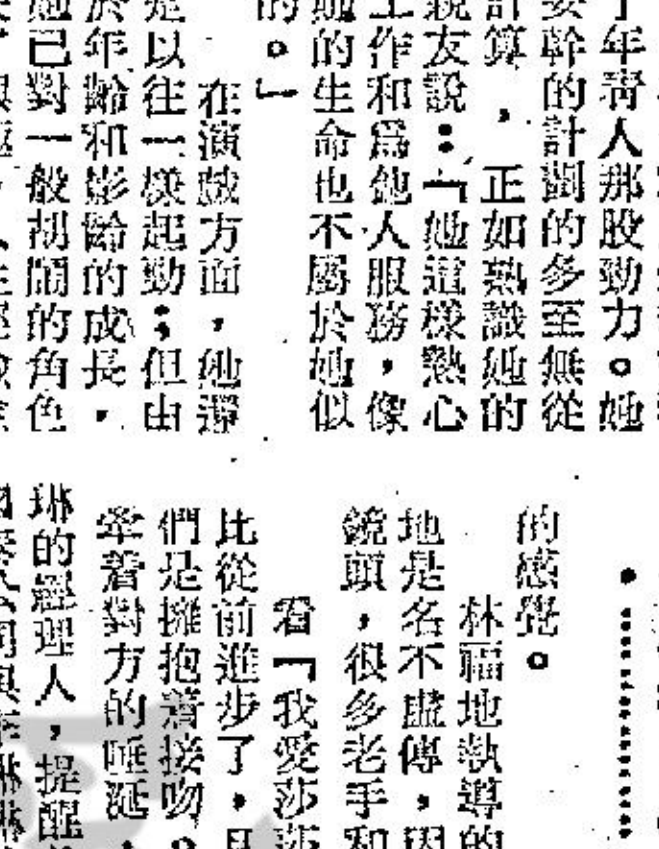 了年青人那股勁力。她
要幹的計劃的多至無從
計算，正如熟識她的
親友說：「她這樣熱心
工作和爲他人服務，像
她的生命也不屬於她似
的。」
在演戲方面，她還
是以往一樣起勁；但由
於年齡和影齡的成長，
她已對一般胡鬧的角色
的感覺。
林福地執導的
地是名不虛傳，因
鏡頭，很多老手和
看「我愛莎莎
比從前進步了，且
們是擁抱着接吻，
牽着對方的唾涎，
琳的經理人，提醒